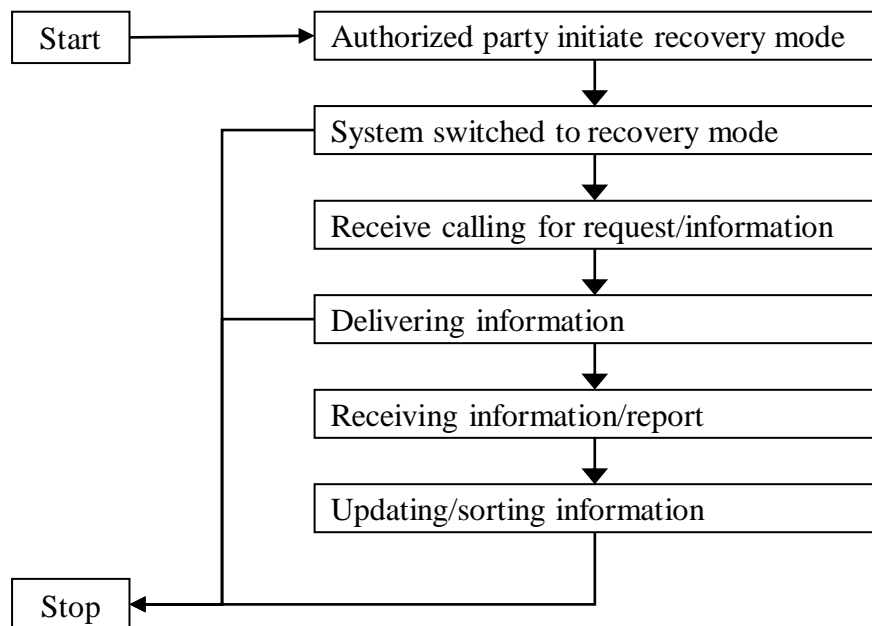 Start
Authorized party initiate recovery mode
System switched to recovery mode
Receive calling for request/information
Delivering information
Receiving information/report
Updating/sorting information
Stop